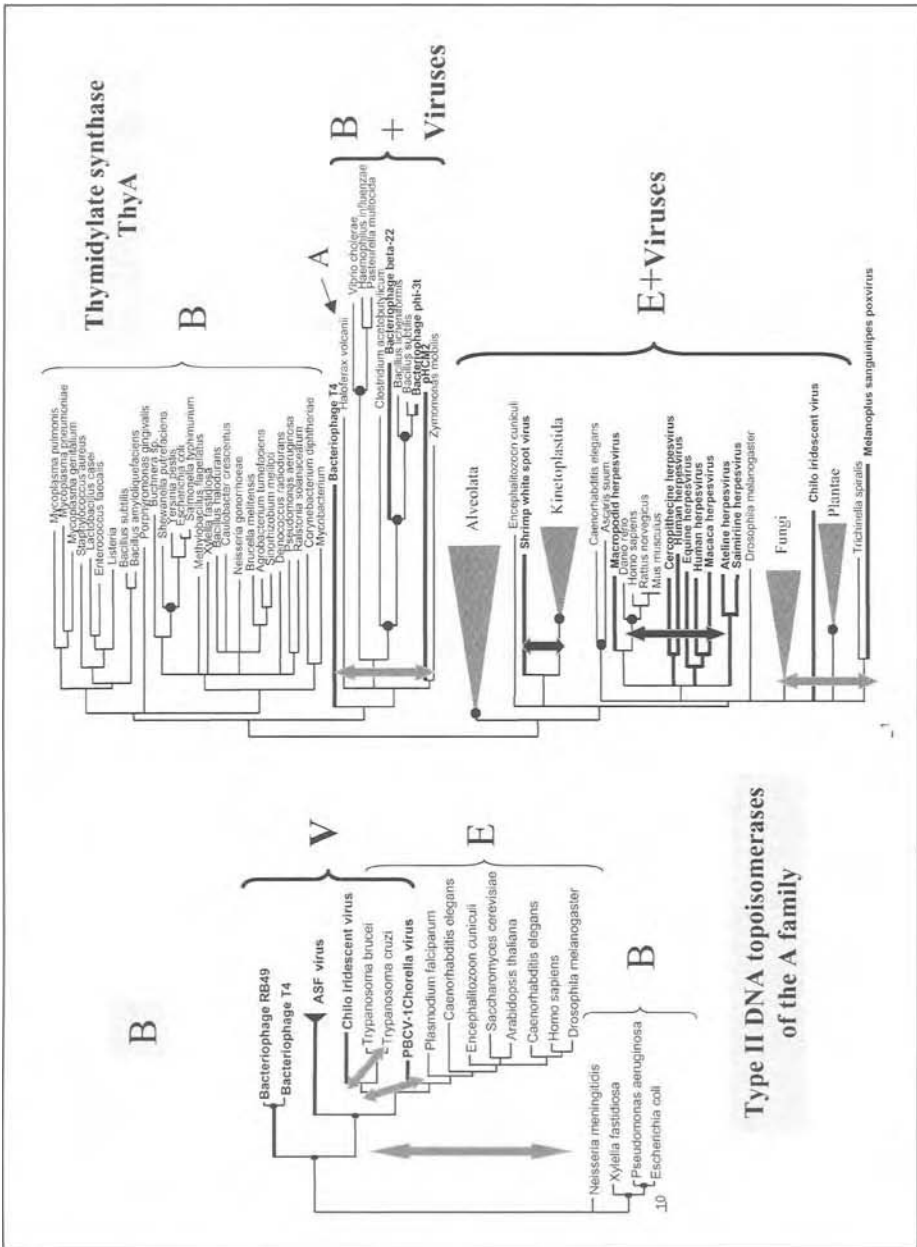 B
Bacteriophage RB49
Bacteriophage T4
ASF virus
Chilo iridescent virus
Trypanosoma brucei
Trypanosoma cruzi
PBCV-1Chorella virus
Plasmodium falciparum
Caenorhabditis elegans
Encephalitozoon cuniculi
Saccharomyces cerevisiae
Arabidopsis thaliana
Caenorhabditis elegans
Homo sapiens
Drosophila melanogaster
Neisseria meningitidis
Xylella fastidiosa
Pseudomonas aeruginosa
Escherichia coli
10
V
E
B
Type II DNA topoisomerases
of the A family
Thymidylate synthase
ThyA
B
Mycoplasma pulmonis
Mycoplasma pneumoniae
Mycoplasma genitalium
Staphylococcus aureus
Lactobacillus casei
Enterococcus faecalis
Listeria
Bacillus subtilis
Bacillus amyloliquefaciens
Porphyromonas gingivalis
Buchnera sp
Shewanella putrefaciens
Yersinia pestis
Escherichia coli
Salmonella typhimurium
Methylobacillus flagellatus
Xylella fastidiosa
Bacillus halodurans
Caulobacter crescentus
Neisseria gonorrhoeae
Brucella melitensis
Agrobacterium tumefaciens
Sinorhizobium meliloti
Deinococcus radiodurans
Pseudomonas aeruginosa
Ralstonia solanacearum
Corynebacterium diphtheriae
Mycobacterium
Bacteriophage T4
Haloferax volcanii
A
Vibrio cholerae
Haemophilus influenzae
Pasteurella multocida
Clostridium acetobutylicum
Bacteriophage beta-22
Bacillus licheniformis
Bacillus subtilis
Bacteriophage phi-3t
pHCM2
Zymomonas mobilis
B
+
Viruses
Alveolata
Encephalitozoon cuniculi
Shrimp white spot virus
Kinetoplastida
Caenorhabditis elegans
Ascaris suum
Macropodid herpesvirus
Danio rerio
Homo sapiens
Rattus norvegicus
Mus musculus
Cercopithecine herpesvirus
Human herpesvirus
Equine herpesvirus
Human herpesvirus
Macaca herpesvirus
Ateline herpesvirus
Saimiriine herpesvirus
Drosophila melanogaster
Fungi
Chilo iridescent virus
Plantae
Trichinella spiralis
Melanoplus sanguinipes poxvirus
E+Viruses
1